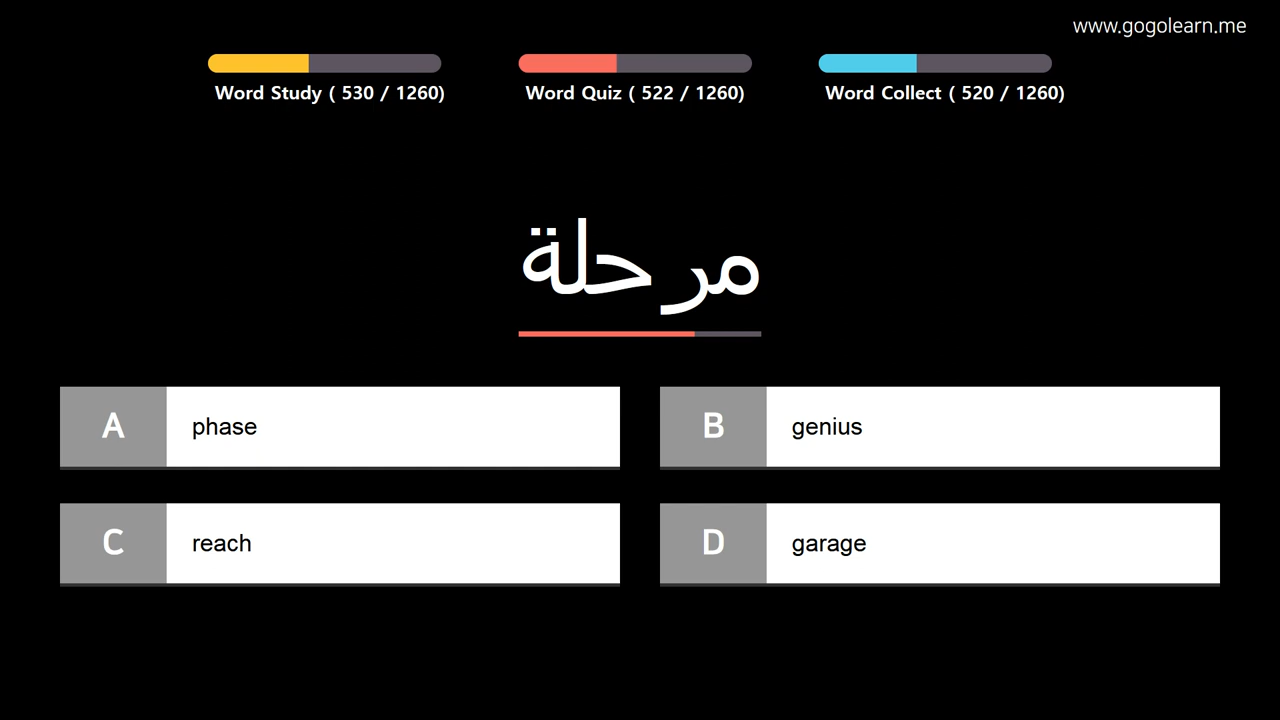 www.gogolearn.me
Word Study ( 530 / 1260)
Word Quiz ( 522 / 1260)
Word Collect ( 520 / 1260)
مرحلة
A phase
B genius
C reach
D garage